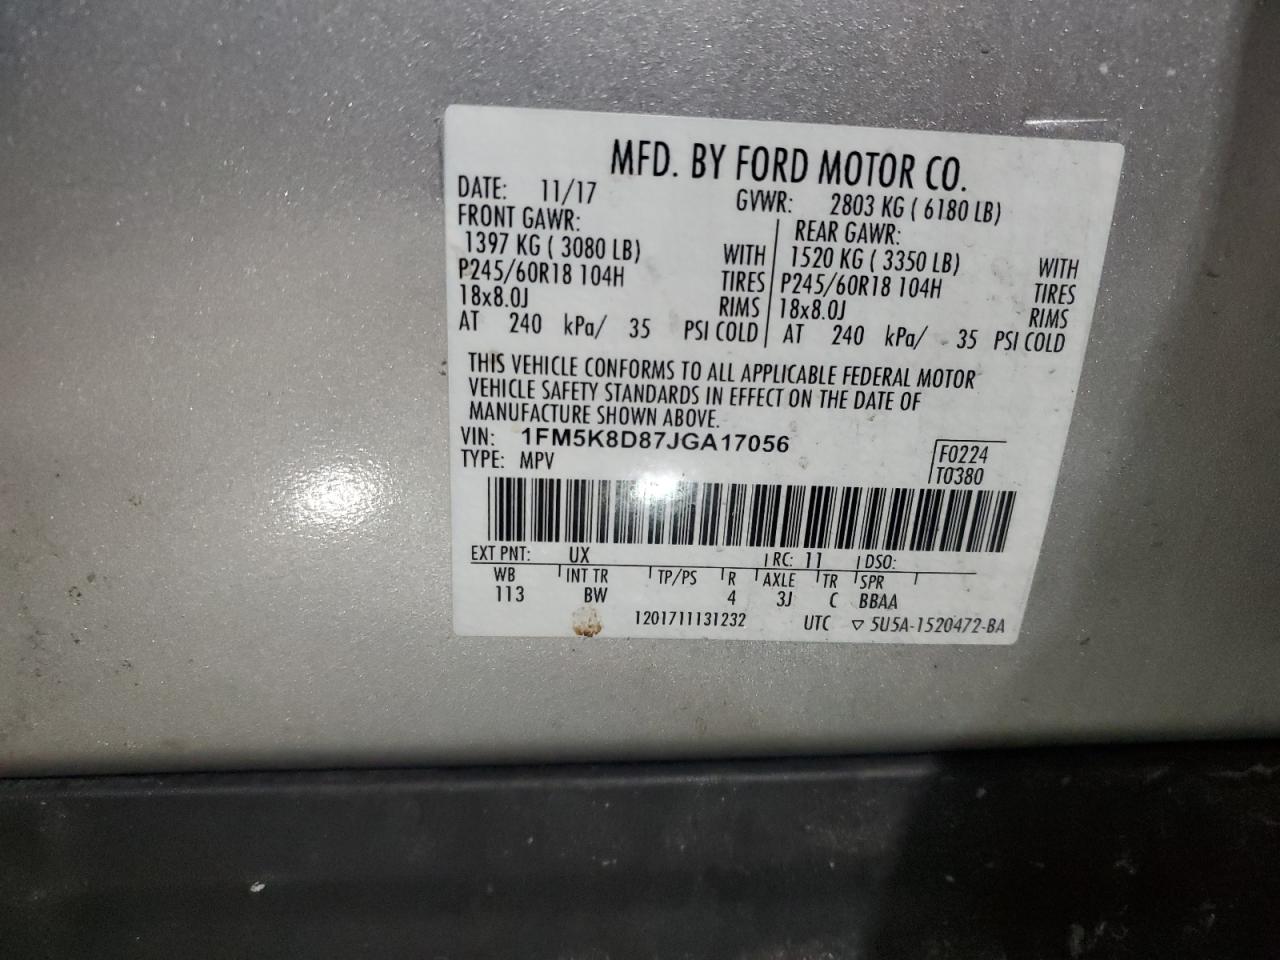 MFD. BY FORD MOTOR CO.
DATE: 11/17 GVWR: 2803 KG ( 6180 LB)
FRONT GAWR: REAR GAWR:
1397 KG ( 3080 LB) WITH 1520 KG ( 3350 LB) WITH
P245/60R18 104H TIRES P245/60R18 104H TIRES
18x8.0J RIMS 18x8.0J RIMS
AT 240 kPa/ 35 PSI COLD AT 240 kPa/ 35 PSI COLD
THIS VEHICLE CONFORMS TO ALL APPLICABLE FEDERAL MOTOR
VEHICLE SAFETY STANDARDS IN EFFECT ON THE DATE OF
MANUFACTURE SHOWN ABOVE.
VIN: 1FM5K8D87JGA17056
TYPE: MPV
F0224
T0380
EXT PNT: UX RC: 11 DSO:
WB INT TR TP/PS R AXLE TR SPR
113 BW 4 3J C BBAA
1201711131232 UTC ▽ 5U5A-1520472-BA